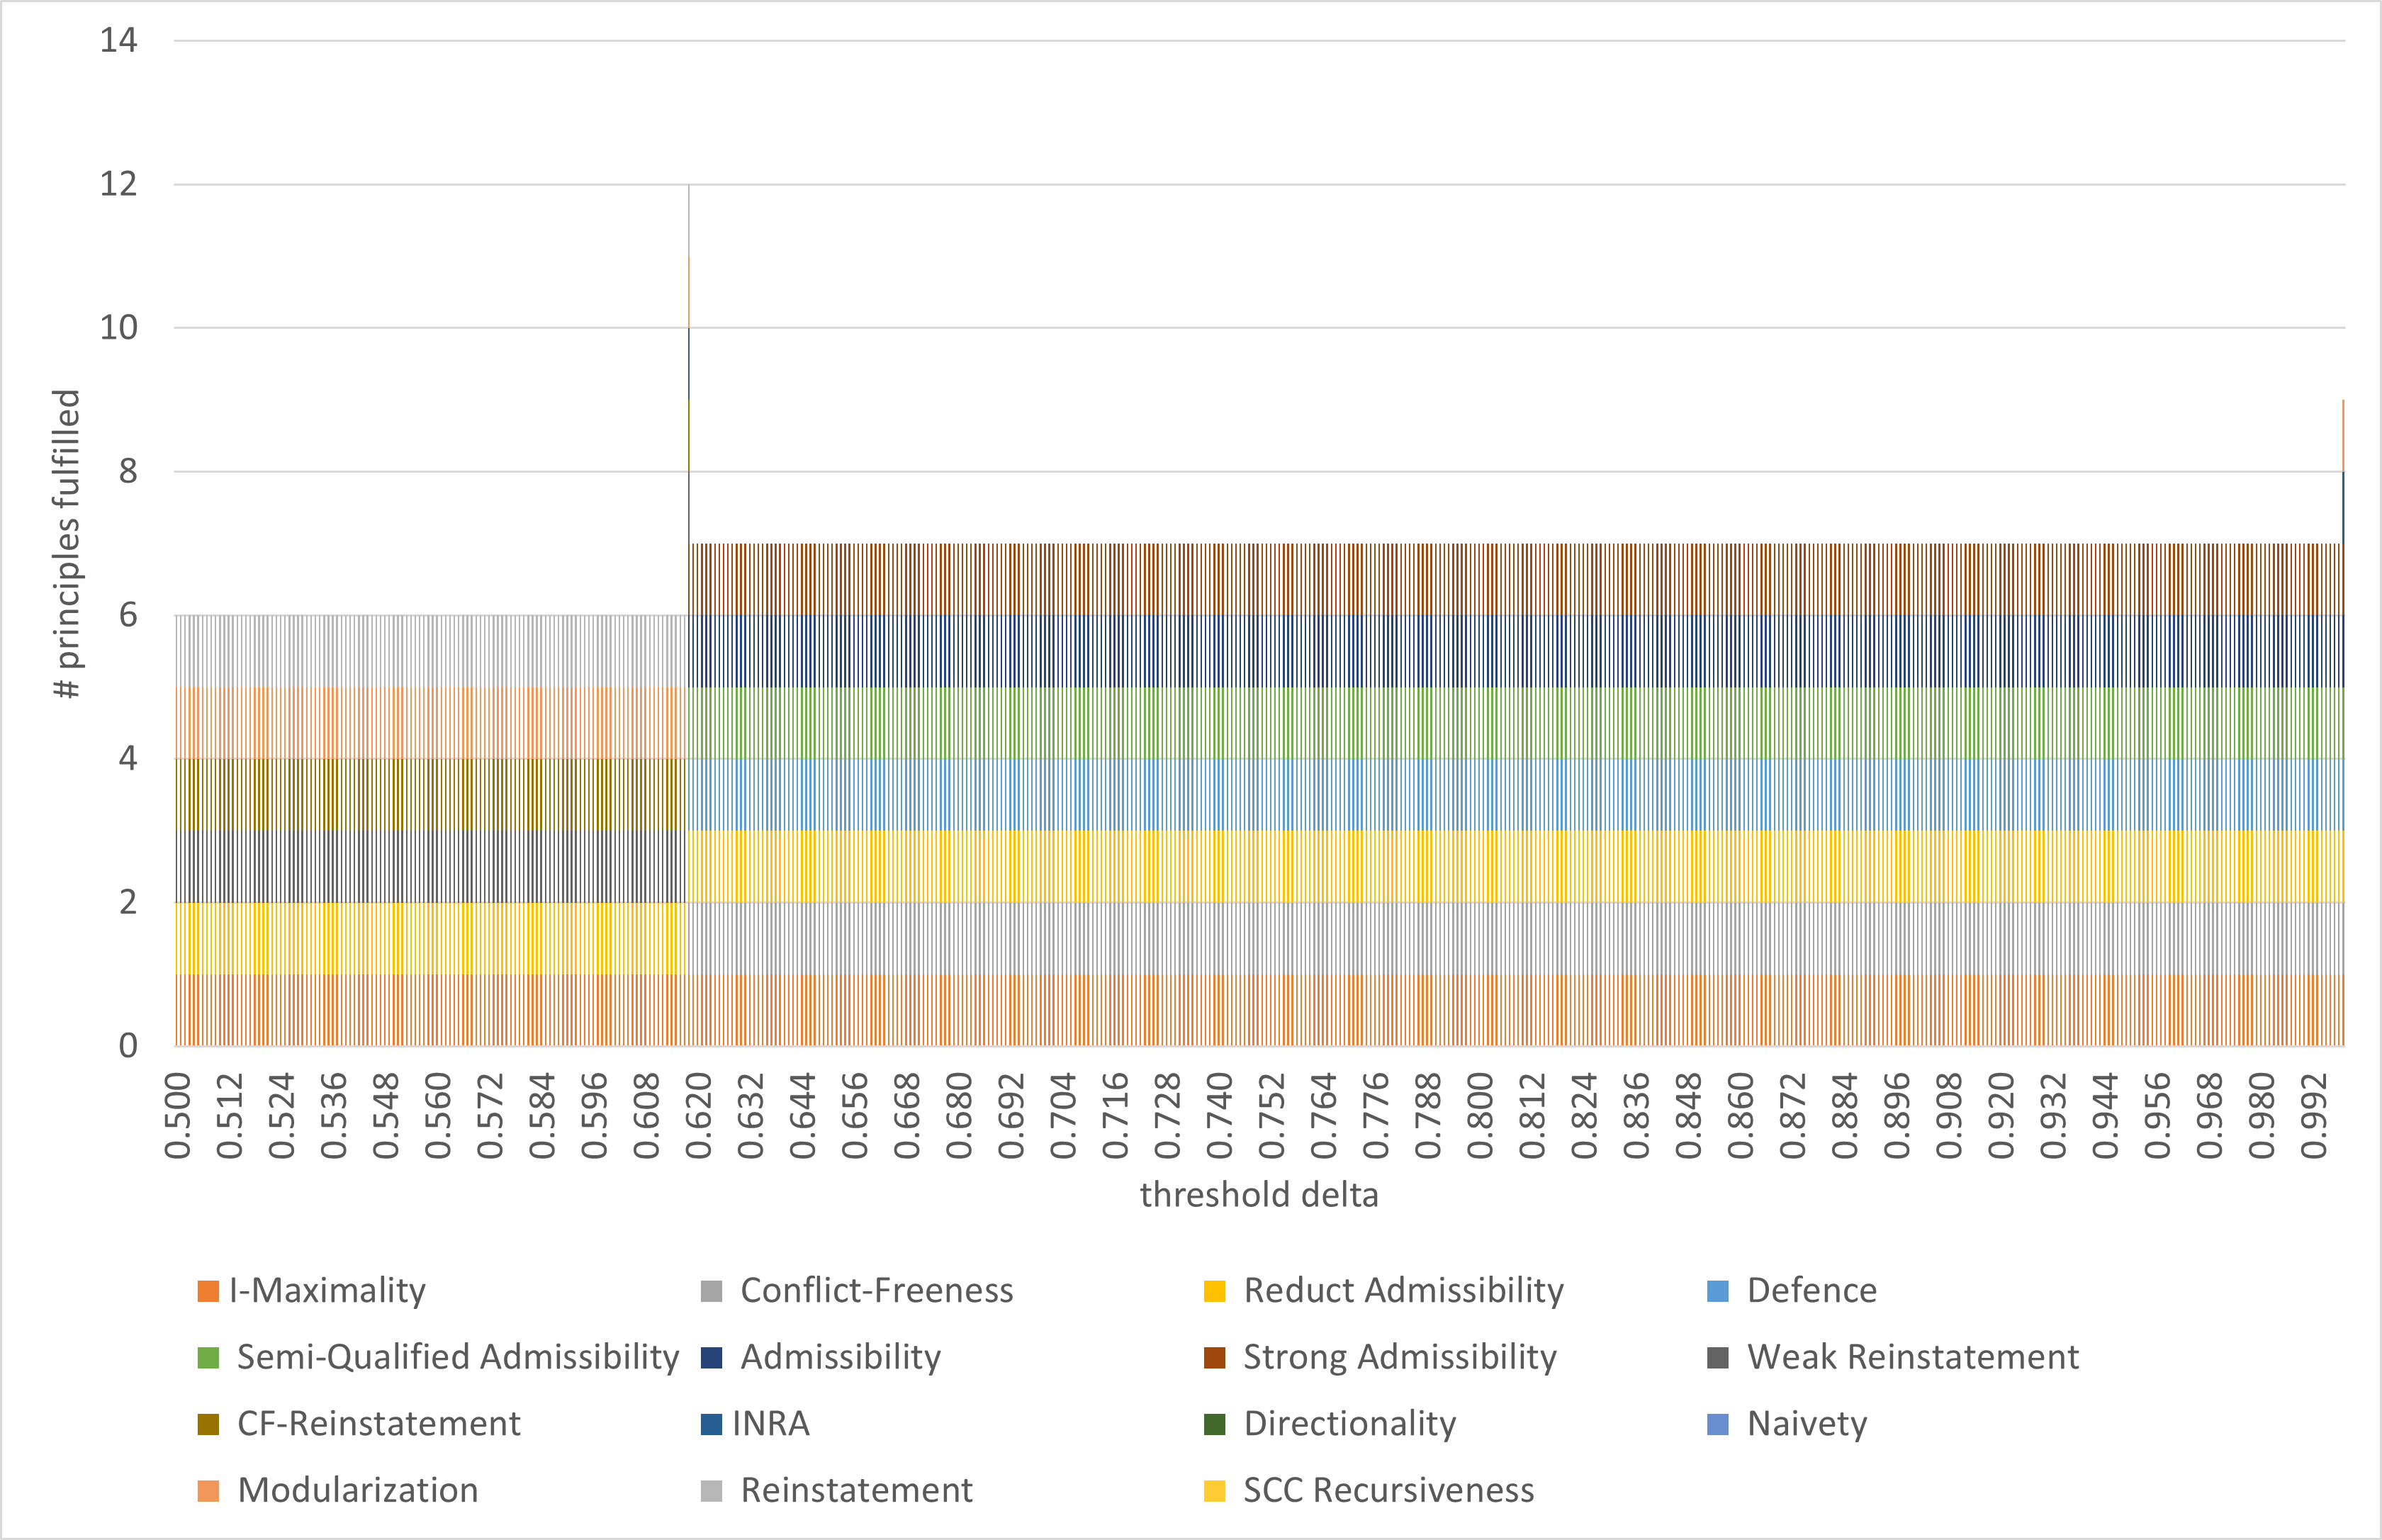 14
12
10
8
6
4
2
0
# principles fulfilled
0.500 0.512 0.524 0.536 0.548 0.560 0.572 0.584 0.596 0.608 0.620 0.632 0.644 0.656 0.668 0.680 0.692 0.704 0.716 0.728 0.740 0.752 0.764 0.776 0.788 0.800 0.812 0.824 0.836 0.848 0.860 0.872 0.884 0.896 0.908 0.920 0.932 0.944 0.956 0.968 0.980 0.992
threshold delta
I-Maximality Conflict-Freeness Reduct Admissibility Defence
Semi-Qualified Admissibility Admissibility Strong Admissibility Weak Reinstatement
CF-Reinstatement INRA Directionality Naivety
Modularization Reinstatement SCC Recursiveness